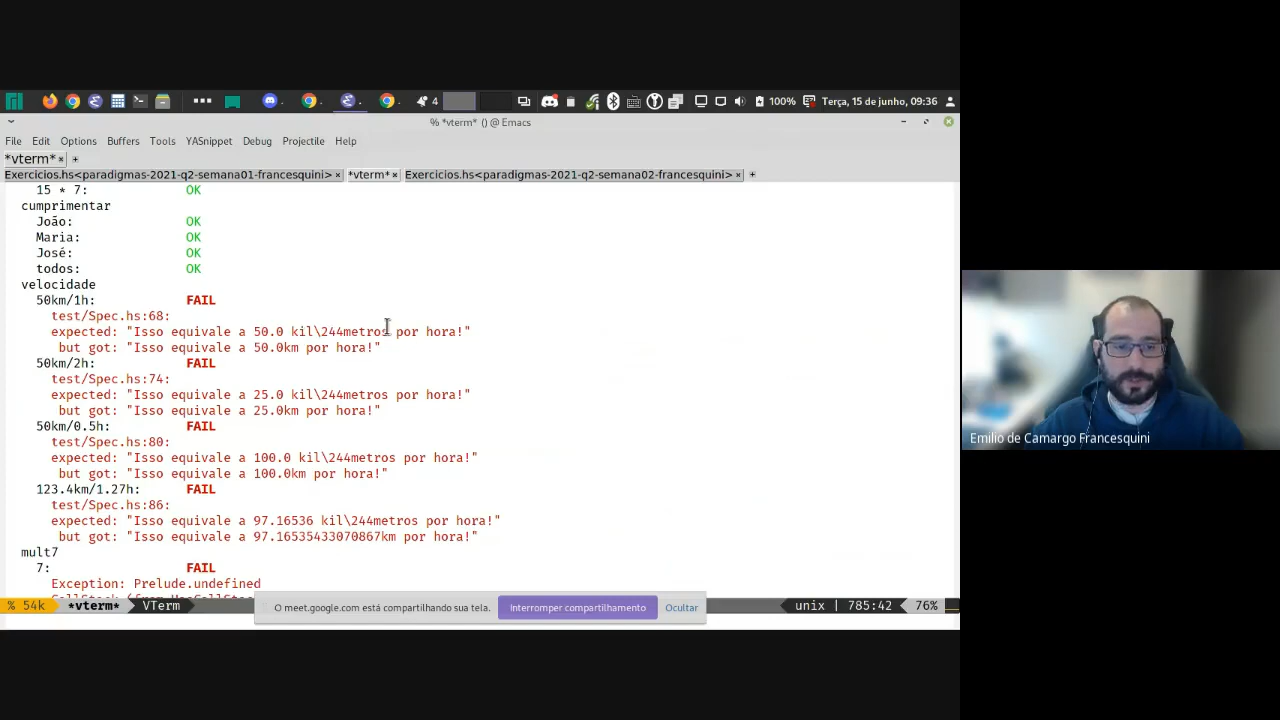 4
100%
Terça, 15 de junho, 09:36
% *vterm* () @ Emacs
File Edit Options Buffers Tools YASnippet Debug Projectile Help
*vterm* × +
Exercicios.hs<paradigmas-2021-q2-semana01-francesquini> × *vterm* × Exercicios.hs<paradigmas-2021-q2-semana02-francesquini> × +
15 * 7: OK
cumprimentar
João: OK
Maria: OK
José: OK
todos: OK
velocidade
50km/1h: FAIL
test/Spec.hs:68:
expected: "Isso equivale a 50.0 kil\244metros por hora!"
but got: "Isso equivale a 50.0km por hora!"
50km/2h: FAIL
test/Spec.hs:74:
expected: "Isso equivale a 25.0 kil\244metros por hora!"
but got: "Isso equivale a 25.0km por hora!"
50km/0.5h: FAIL
test/Spec.hs:80:
expected: "Isso equivale a 100.0 kil\244metros por hora!"
but got: "Isso equivale a 100.0km por hora!"
123.4km/1.27h: FAIL
test/Spec.hs:86:
expected: "Isso equivale a 97.16536 kil\244metros por hora!"
but got: "Isso equivale a 97.16535433070867km por hora!"
mult7
7: FAIL
Exception: Prelude.undefined
% 54k *vterm* VTerm unix | 785:42 76%
O meet.google.com está compartilhando sua tela. Interromper compartilhamento Ocultar
Emilio de Camargo Francesquini